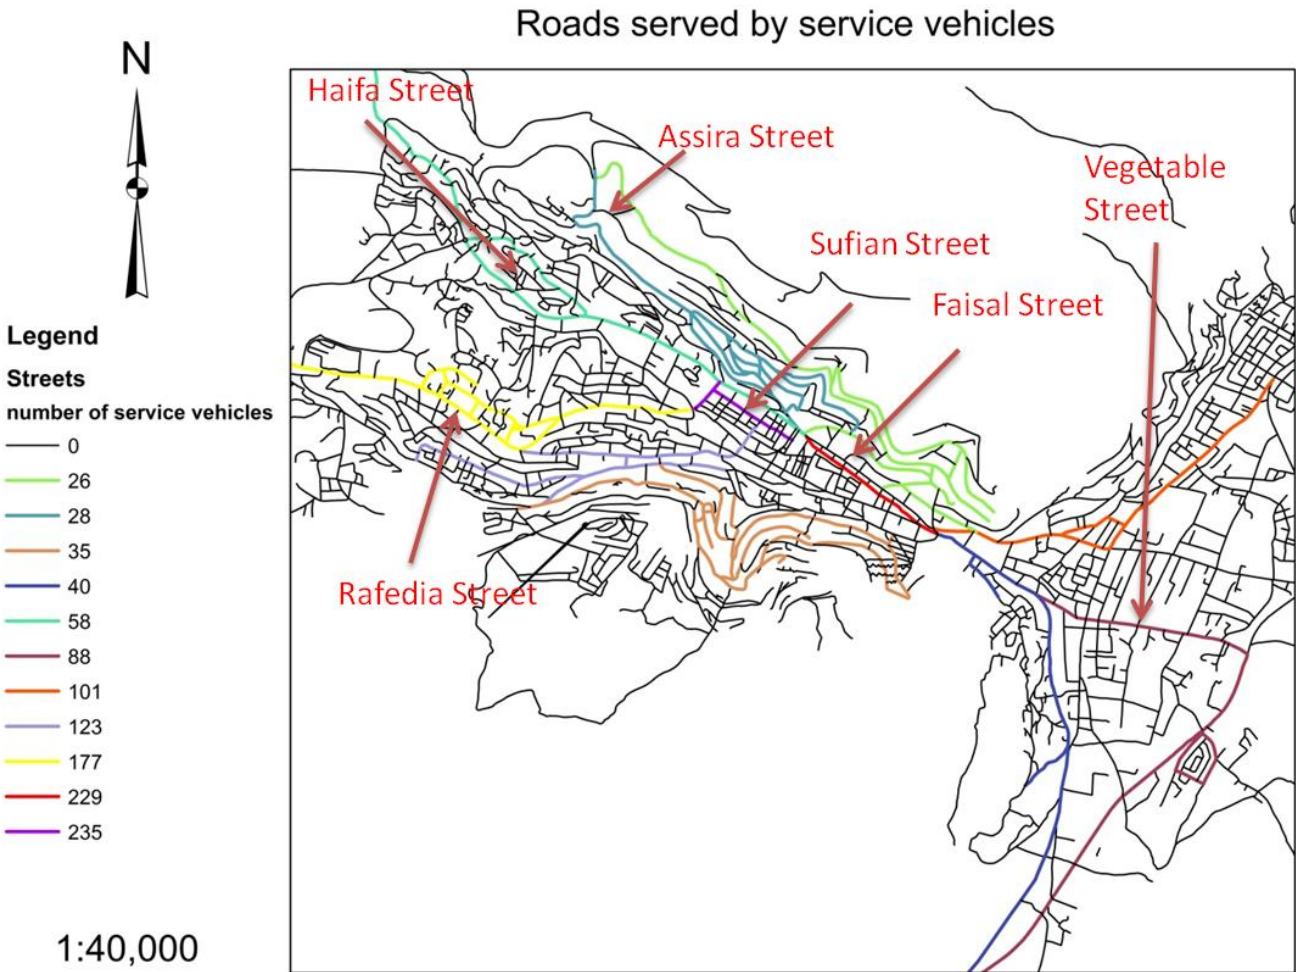 Roads served by service vehicles
N
Haifa Street
Assira Street
Vegetable
Street
Sufian Street
Faisal Street
Rafedia Street
Legend
Streets
number of service vehicles
0
26
28
35
40
58
88
101
123
177
229
235
1:40,000